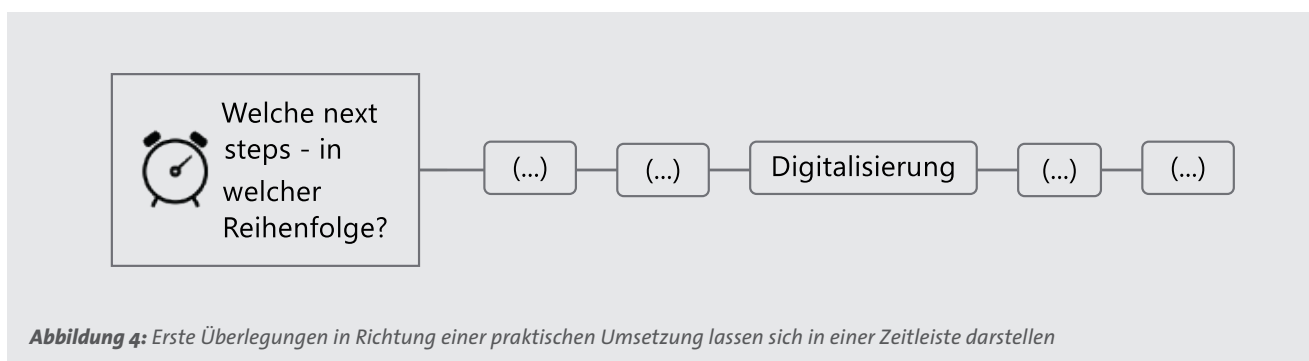 Welche next
steps - in
welcher
Reihenfolge?
(...)
(...)
Digitalisierung
(...)
(...)
Abbildung 4: Erste Überlegungen in Richtung einer praktischen Umsetzung lassen sich in einer Zeitleiste darstellen